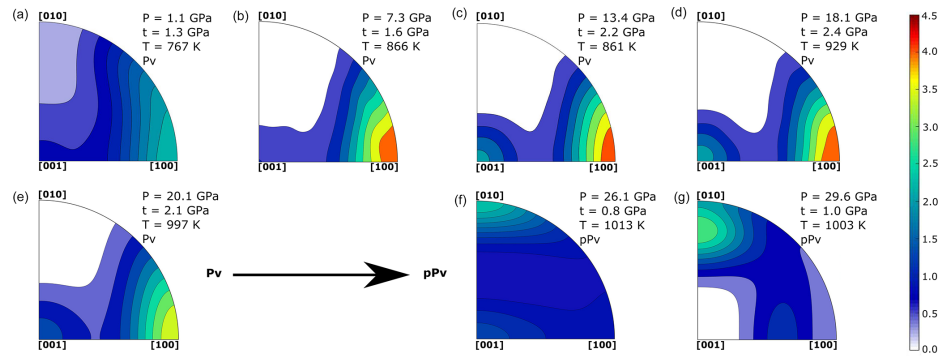 (a)
[010]
P = 1.1 GPa
t = 1.3 GPa
T = 767 K
Pv
[001]
[100]
(b)
[010]
P = 7.3 GPa
t = 1.6 GPa
T = 866 K
Pv
[001]
[100]
(c)
[010]
P = 13.4 GPa
t = 2.2 GPa
T = 861 K
Pv
[001]
[100]
(d)
[010]
P = 18.1 GPa
t = 2.4 GPa
T = 929 K
Pv
[001]
[100]
(e)
[010]
P = 20.1 GPa
t = 2.1 GPa
T = 997 K
Pv
[001]
[100]
Pv
pPv
(f)
[010]
P = 26.1 GPa
t = 0.8 GPa
T = 1013 K
pPv
[001]
[100]
(g)
[010]
P = 29.6 GPa
t = 1.0 GPa
T = 1003 K
pPv
[001]
[100]
4.5
4.0
3.5
3.0
2.5
2.0
1.5
1.0
0.5
0.0